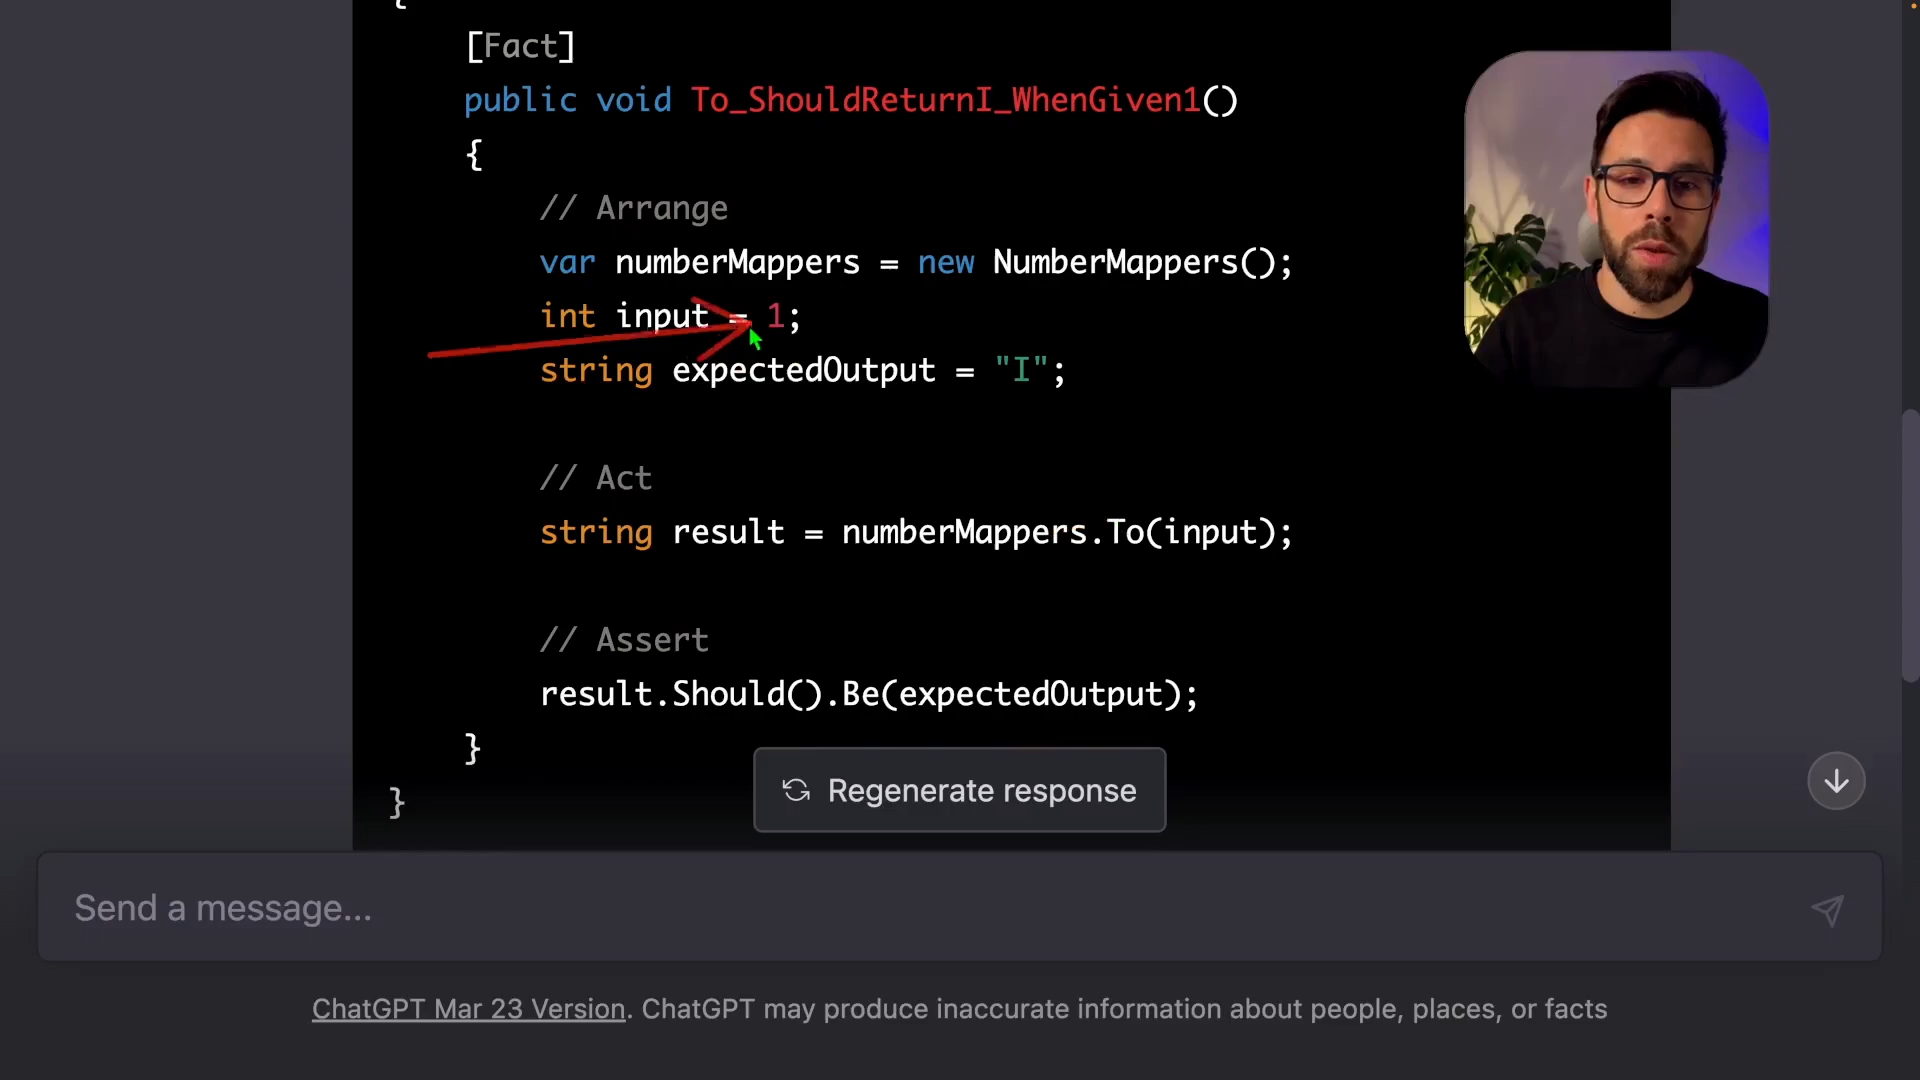 {
[Fact]
public void To_ShouldReturnI_WhenGiven1()
{
// Arrange
var numberMappers = new NumberMappers();
int input = 1;
string expectedOutput = "I";
// Act
string result = numberMappers.To(input);
// Assert
result.Should().Be(expectedOutput);
}
}
Regenerate response
Send a message...
ChatGPT Mar 23 Version. ChatGPT may produce inaccurate information about people, places, or facts